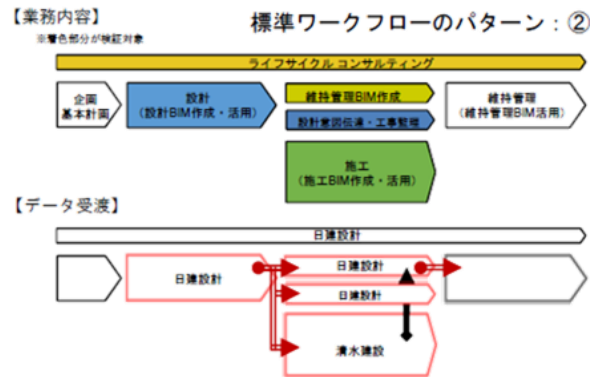 【業務内容】
標準ワークフローのパターン：②
※着色部分が検証対象
ライフサイクル コンサルティング
企画
基本計画
設計
（設計BIM作成・活用）
維持管理BIM作成
設計意図伝達・工事監理
施工
（施工BIM作成・活用）
維持管理
（維持管理BIM活用）
【データ受渡】
日建設計
日建設計
日建設計
日建設計
清水建設